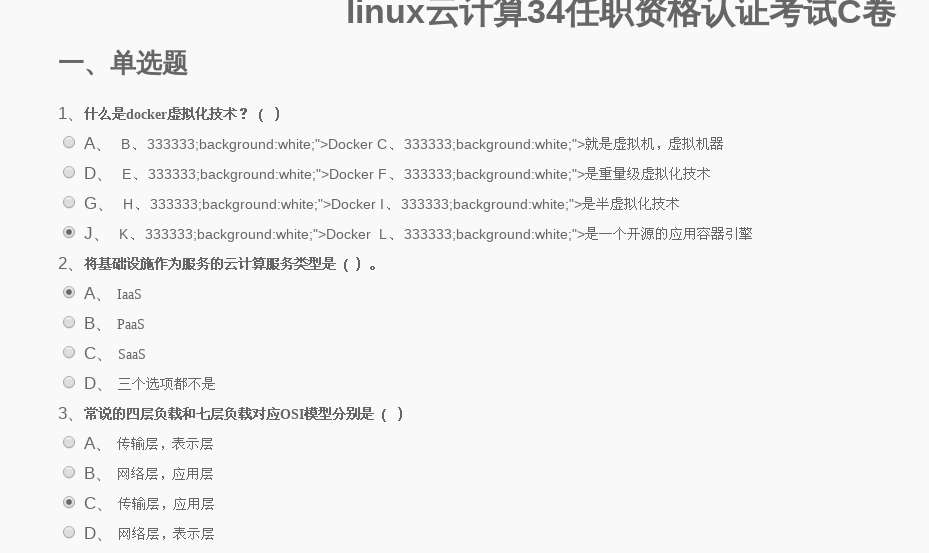 linux云计算34任职资格认证考试C卷
一、单选题
1、什么是docker虚拟化技术？（ ）
A、 B、333333;background:white;">Docker C、333333;background:white;">就是虚拟机，虚拟机器
D、 E、333333;background:white;">Docker F、333333;background:white;">是重量级虚拟化技术
G、 H、333333;background:white;">Docker I、333333;background:white;">是半虚拟化技术
J、 K、333333;background:white;">Docker L、333333;background:white;">是一个开源的应用容器引擎
2、将基础设施作为服务的云计算服务类型是（ ）。
A、 IaaS
B、 PaaS
C、 SaaS
D、 三个选项都不是
3、常说的四层负载和七层负载对应OSI模型分别是（ ）
A、 传输层，表示层
B、 网络层，应用层
C、 传输层，应用层
D、 网络层，表示层